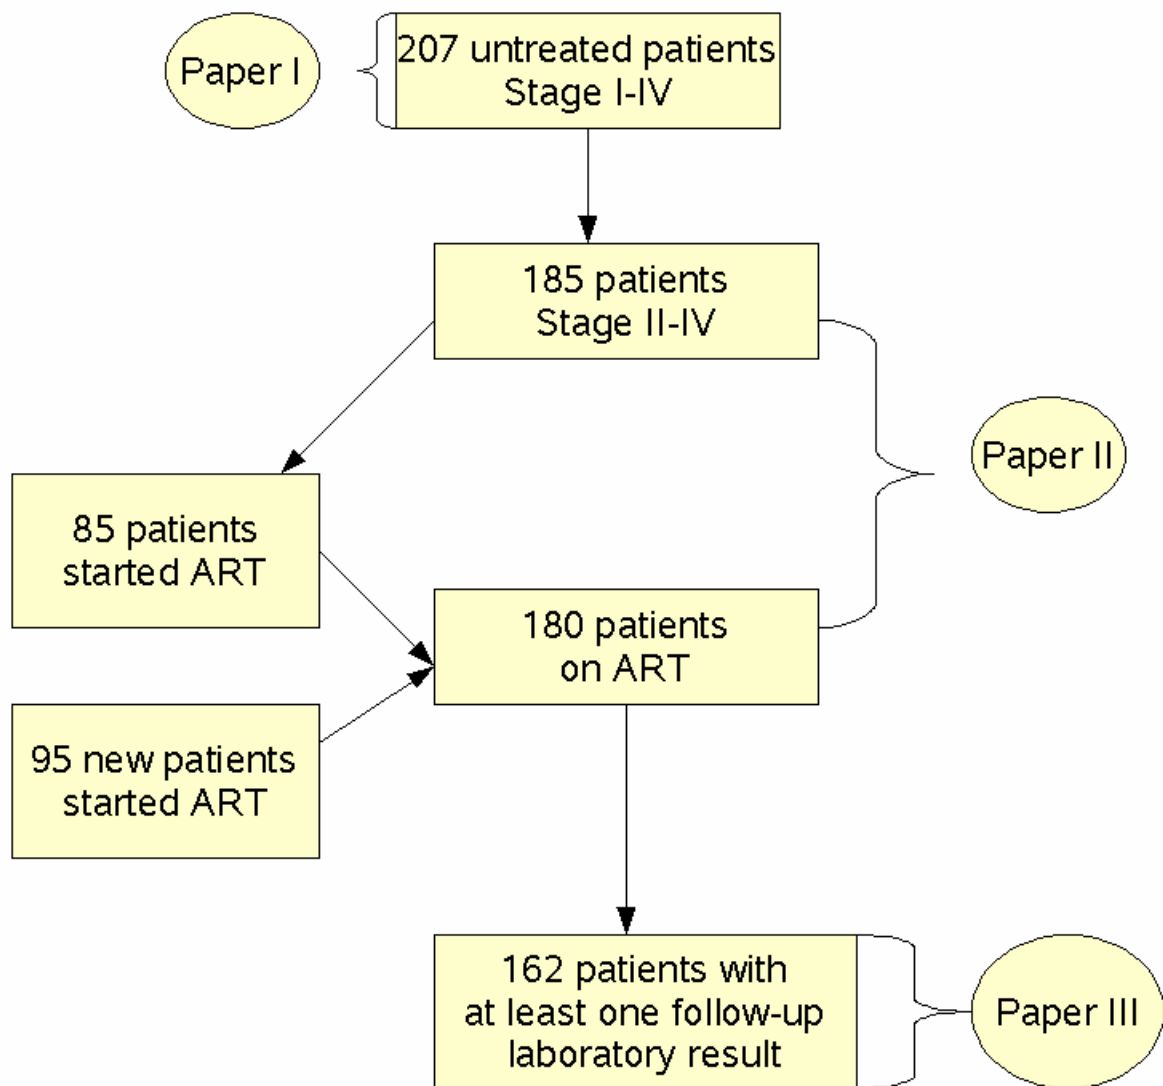 Paper I
207 untreated patients
Stage I-IV
185 patients
Stage II-IV
Paper II
85 patients
started ART
180 patients
on ART
95 new patients
started ART
162 patients with
at least one follow-up
laboratory result
Paper III